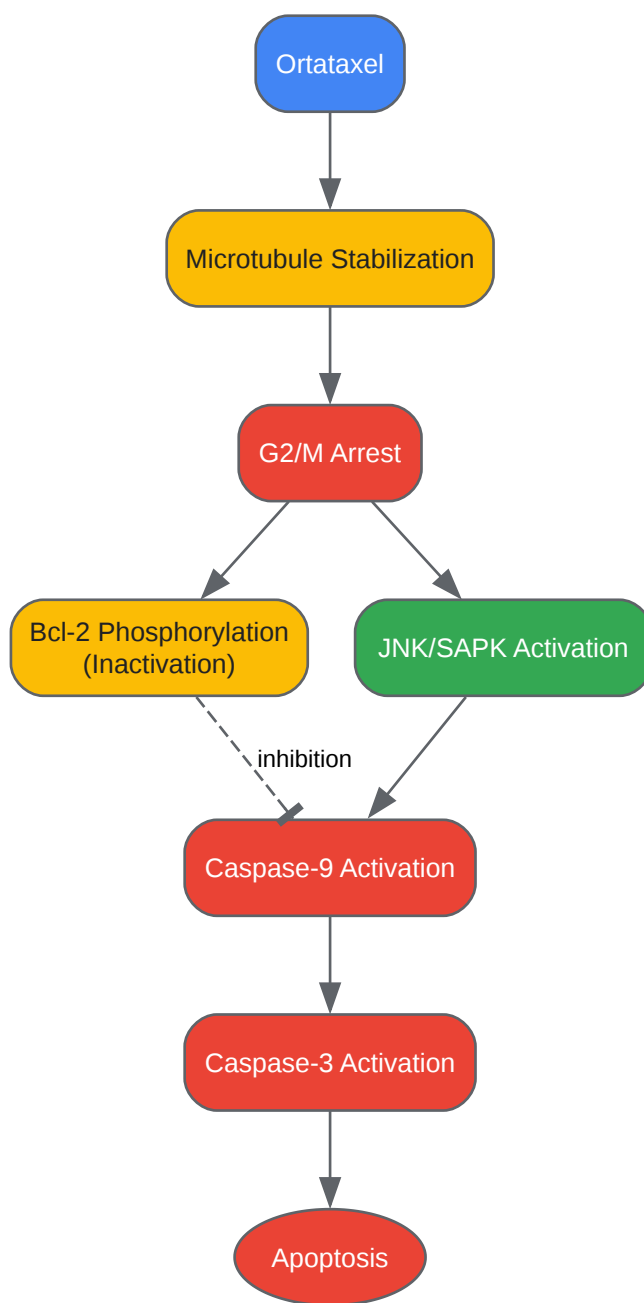 Ortataxel
Microtubule Stabilization
G2/M Arrest
Bcl-2 Phosphorylation
(Inactivation)
JNK/SAPK Activation
inhibition
Caspase-9 Activation
Caspase-3 Activation
Apoptosis